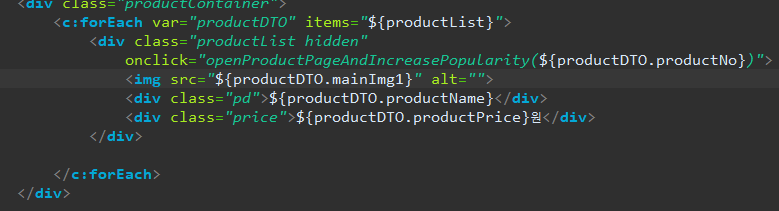 <div class="productContainer">
<c:forEach var="productDTO" items="${productList}">
<div class="productList hidden"
onclick="openProductPageAndIncreasePopularity(${productDTO.productNo})">
<img src="${productDTO.mainImg1}" alt="">
<div class="pd">${productDTO.productName}</div>
<div class="price">${productDTO.productPrice}원</div>
</div>
</c:forEach>
</div>